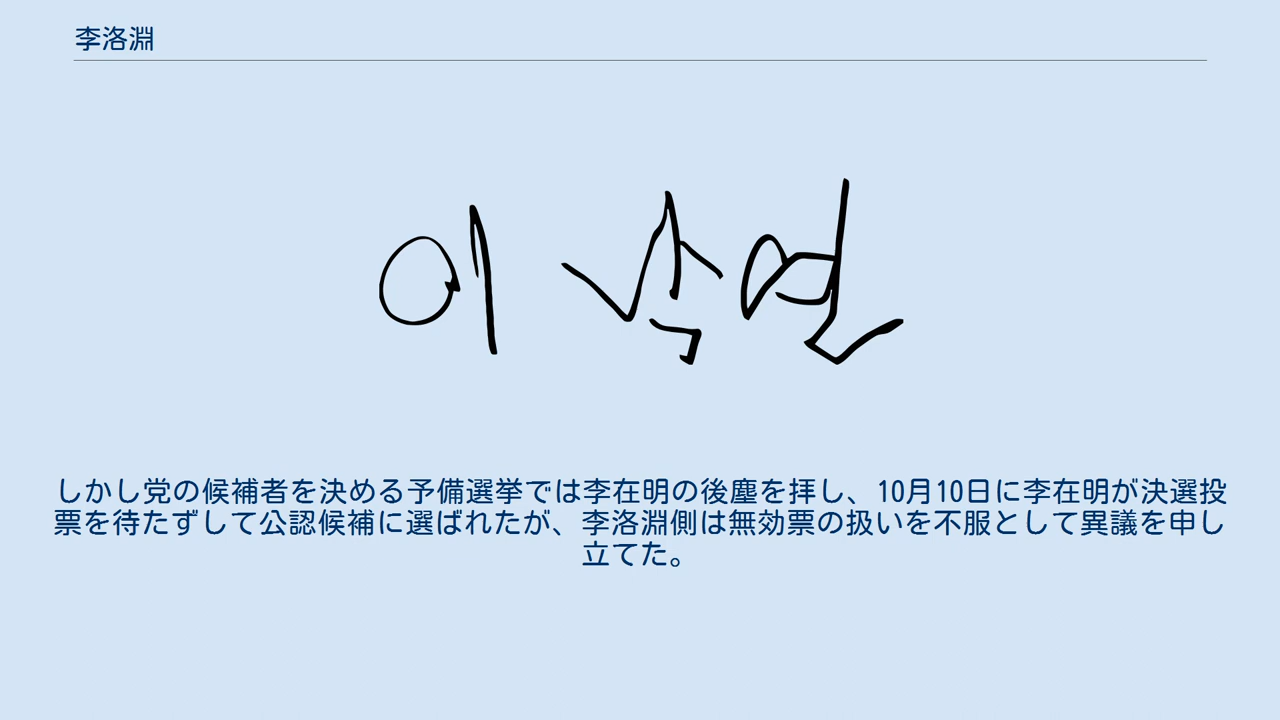 李洛淵
이 낙연
しかし党の候補者を決める予備選挙では李在明の後塵を拝し、10月10日に李在明が決選投
票を待たずして公認候補に選ばれたが、李洛淵側は無効票の扱いを不服として異議を申し
立てた。